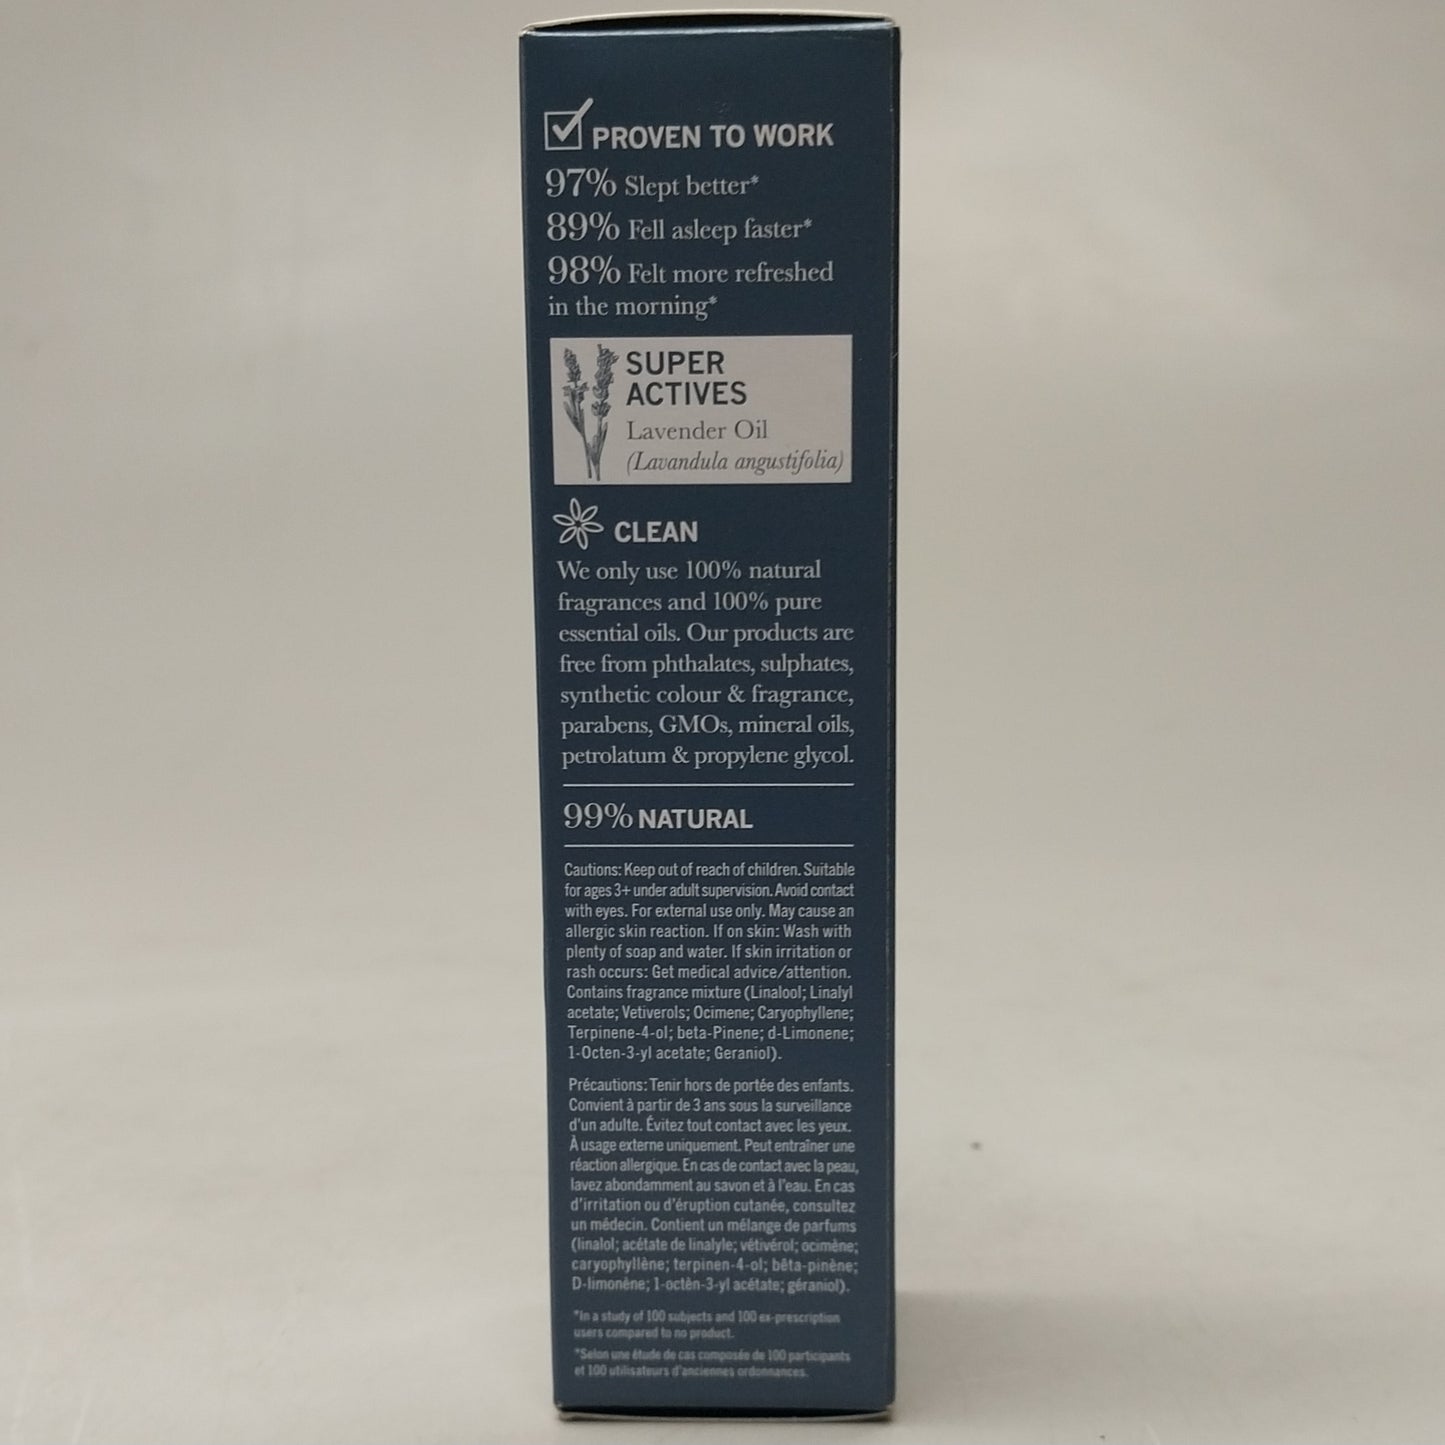 PROVEN TO WORK
97% Slept better*
89% Fell asleep faster*
98% Felt more refreshed
in the morning*
SUPER
ACTIVES
Lavender Oil
(Lavandula angustifolia)
CLEAN
We only use 100% natural
fragrances and 100% pure
essential oils. Our products are
free from phthalates, sulphates,
synthetic colour & fragrance,
parabens, GMOs, mineral oils,
petrolatum & propylene glycol.
99% NATURAL
Cautions: Keep out of reach of children. Suitable
for ages 3+ under adult supervision. Avoid contact
with eyes. For external use only. May cause an
allergic skin reaction. If on skin: Wash with
plenty of soap and water. If skin irritation or
rash occurs: Get medical advice/attention.
Contains fragrance mixture (Linalool; Linalyl
acetate; Vetiverols; Ocimene; Caryophyllene;
Terpinene-4-ol; beta-Pinene; d-Limonene;
1-Octen-3-yl acetate; Geraniol).
Précautions: Tenir hors de portée des enfants.
Convient à partir de 3 ans sous la surveillance
d'un adulte. Évitez tout contact avec les yeux.
À usage externe uniquement. Peut entraîner une
réaction allergique. En cas de contact avec la peau,
lavez abondamment au savon et à l'eau. En cas
d'irritation ou d'éruption cutanée, consultez
un médecin. Contient un mélange de parfums
(linalol; acétate de linalyle; vétivérol; ocimène;
caryophyllène; terpinen-4-ol; bêta-pinène;
D-limonène; 1-octèn-3-yl acétate; géraniol).
*In a study of 100 subjects and 100 ex-prescription
users compared to no product.
*Selon une étude de cas composée de 100 participants
et 100 utilisateurs d'anciennes ordonnances.